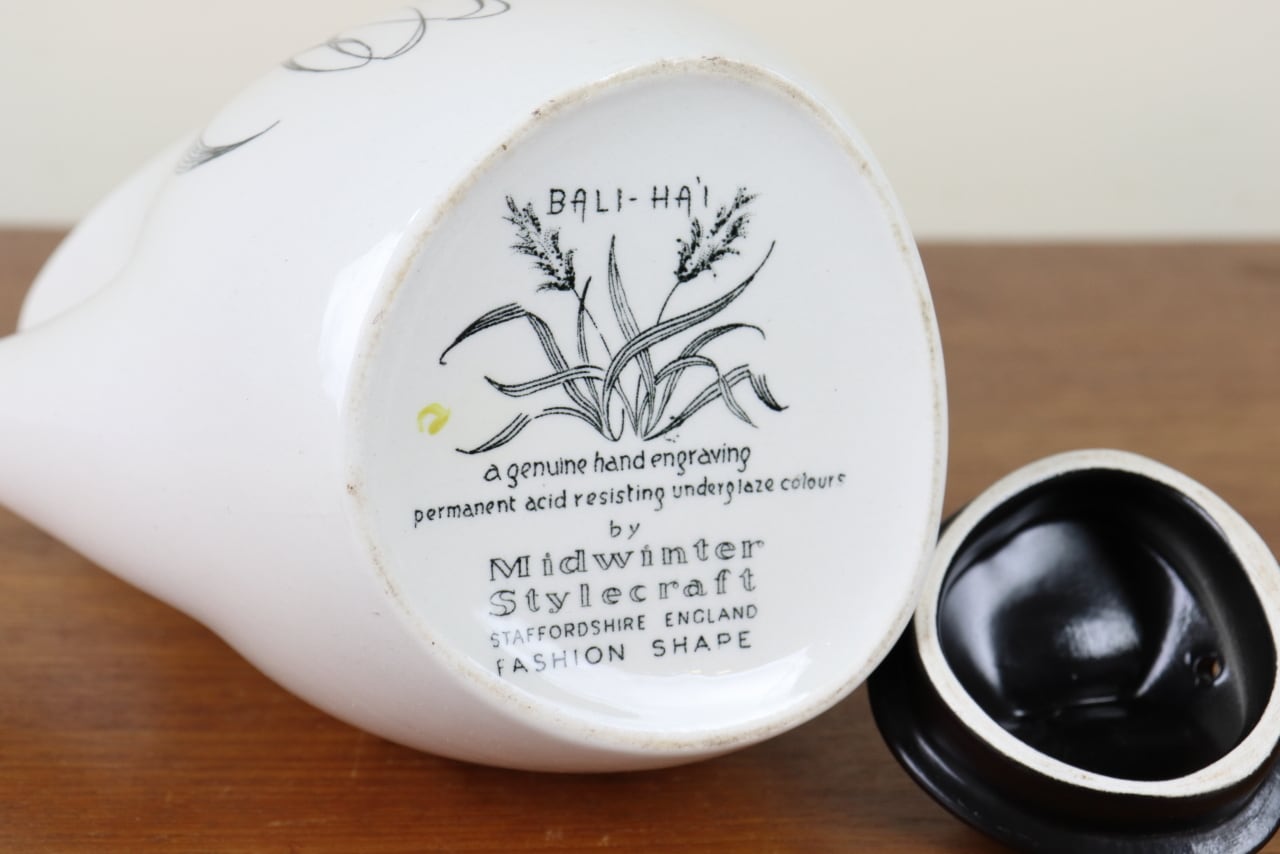 BALI-HA'I
a genuine hand engraving
permanent acid resisting underglaze colours
by
Midwinter
Stylecraft
STAFFORDSHIRE ENGLAND
FASHION SHAPE